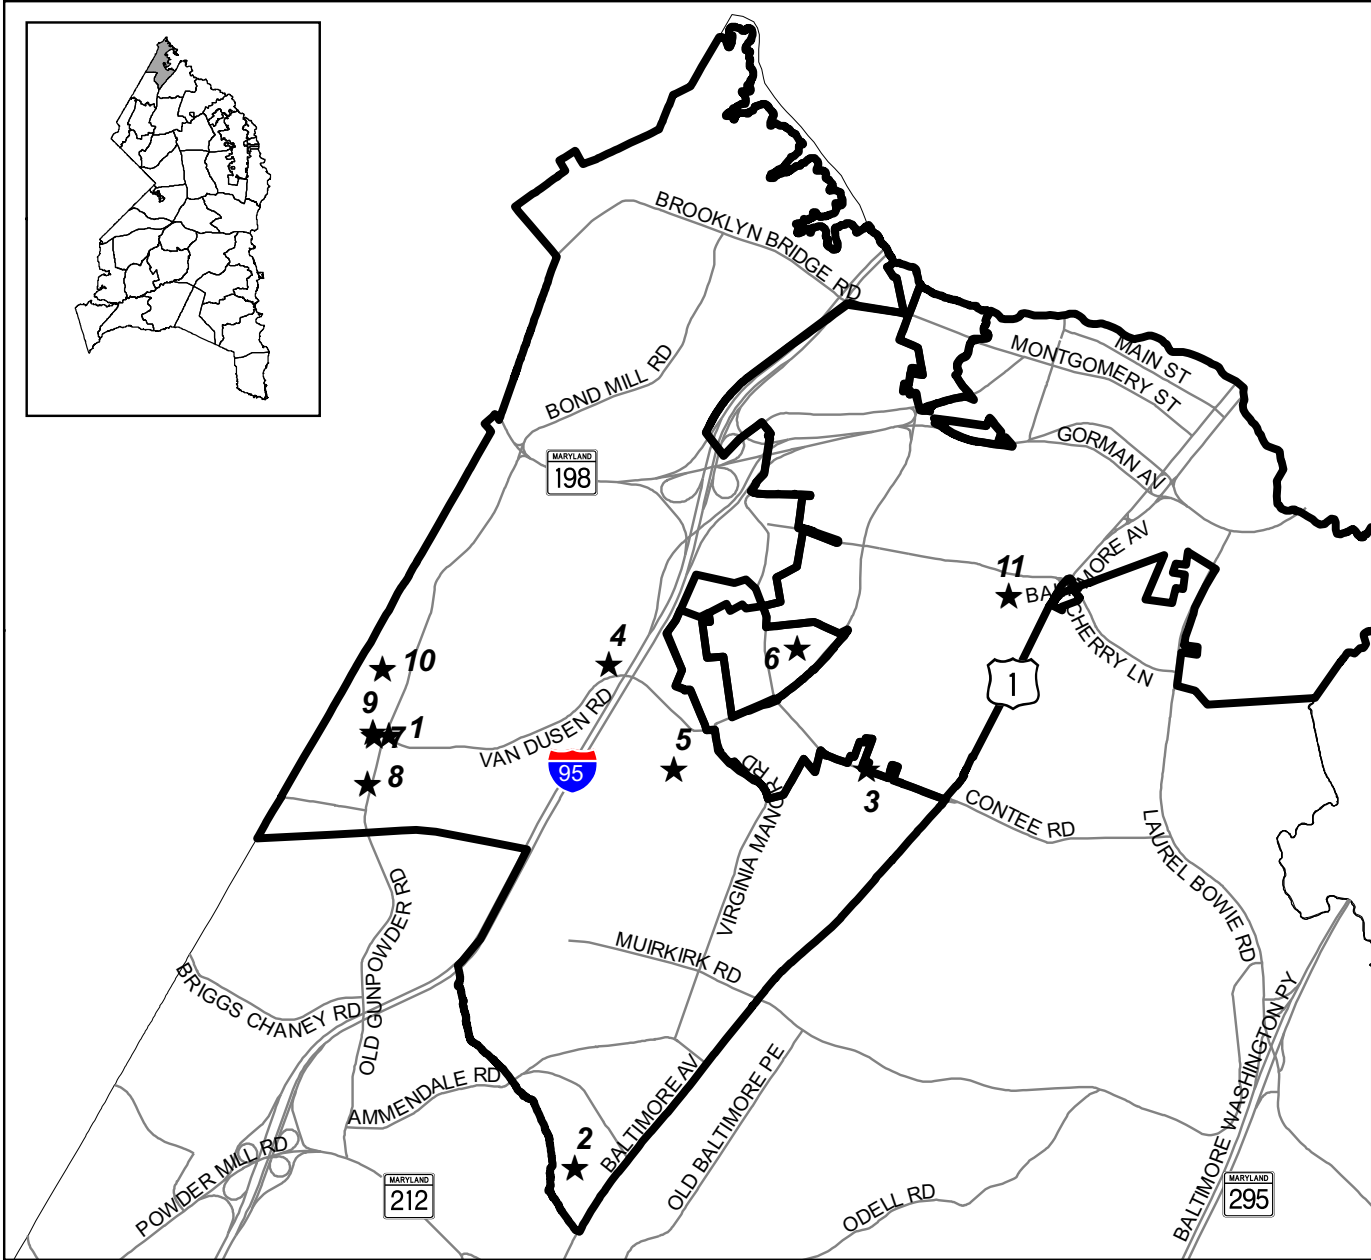 BROOKLYN BRIDGE RD
MAIN ST
MONTGOMERY ST
BOND MILL RD
GORMAN AV
MARYLAND
198
BALTIMORE AV
11
CHERRY LN
4
6
10
1
9
1
7
VAN DUSEN RD
5
95
8
3
VIRGINIA MANOR RD
CONTEE RD
LAUREL BOWIE RD
OLD GUNPOWDER RD
MUIRKIRK RD
BRIGGS CHANEY RD
BALTIMORE WASHINGTON PY
AMMENDALE RD
BALTIMORE AV
OLD BALTIMORE PE
2
POWDER MILL RD
MARYLAND
212
ODELL RD
MARYLAND
295